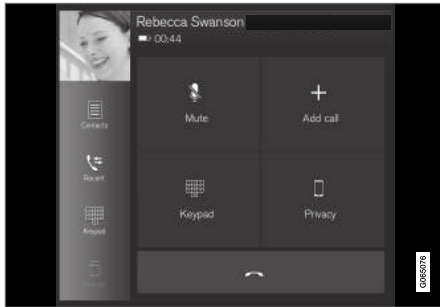 Rebecca Swanson
00:44
Mute
Add call
Contacts
Recent
Keypad
Keypad
Privacy
G065076